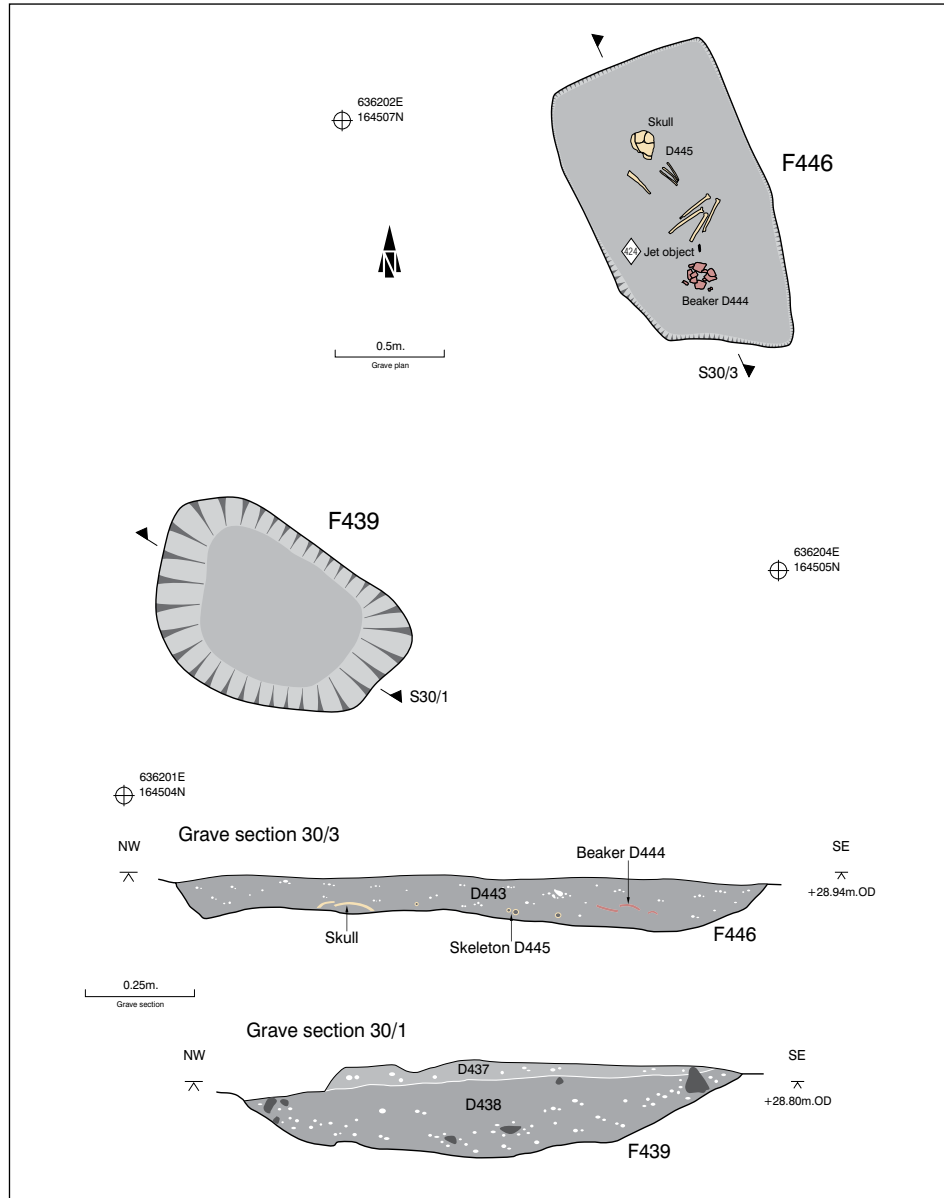 636202E
164507N
Skull
D445
F446
424
Jet object
Beaker D444
N
0.5m.
Grave plan
S30/3
F439
636204E
164505N
S30/1
636201E
164504N
Grave section 30/3
NW
Beaker D444
SE
D443
+28.94m.OD
Skull
Skeleton D445
F446
0.25m.
Grave section
Grave section 30/1
NW
SE
D437
D438
+28.80m.OD
F439